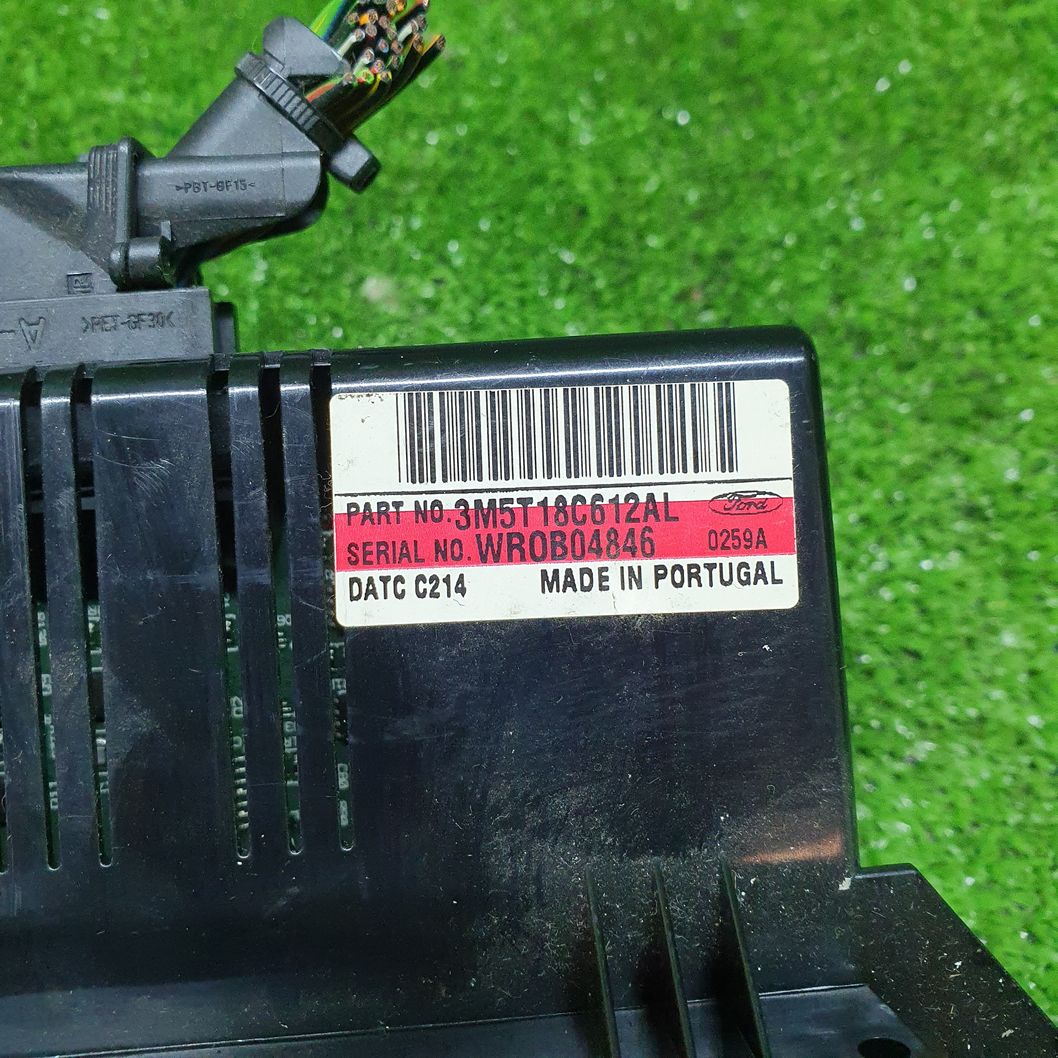 >PBT-GF15<
>PET-GF30<
A
PART NO. 3M5T18C612AL Ford
SERIAL NO. WR0B04846 0259A
DATC C214 MADE IN PORTUGAL